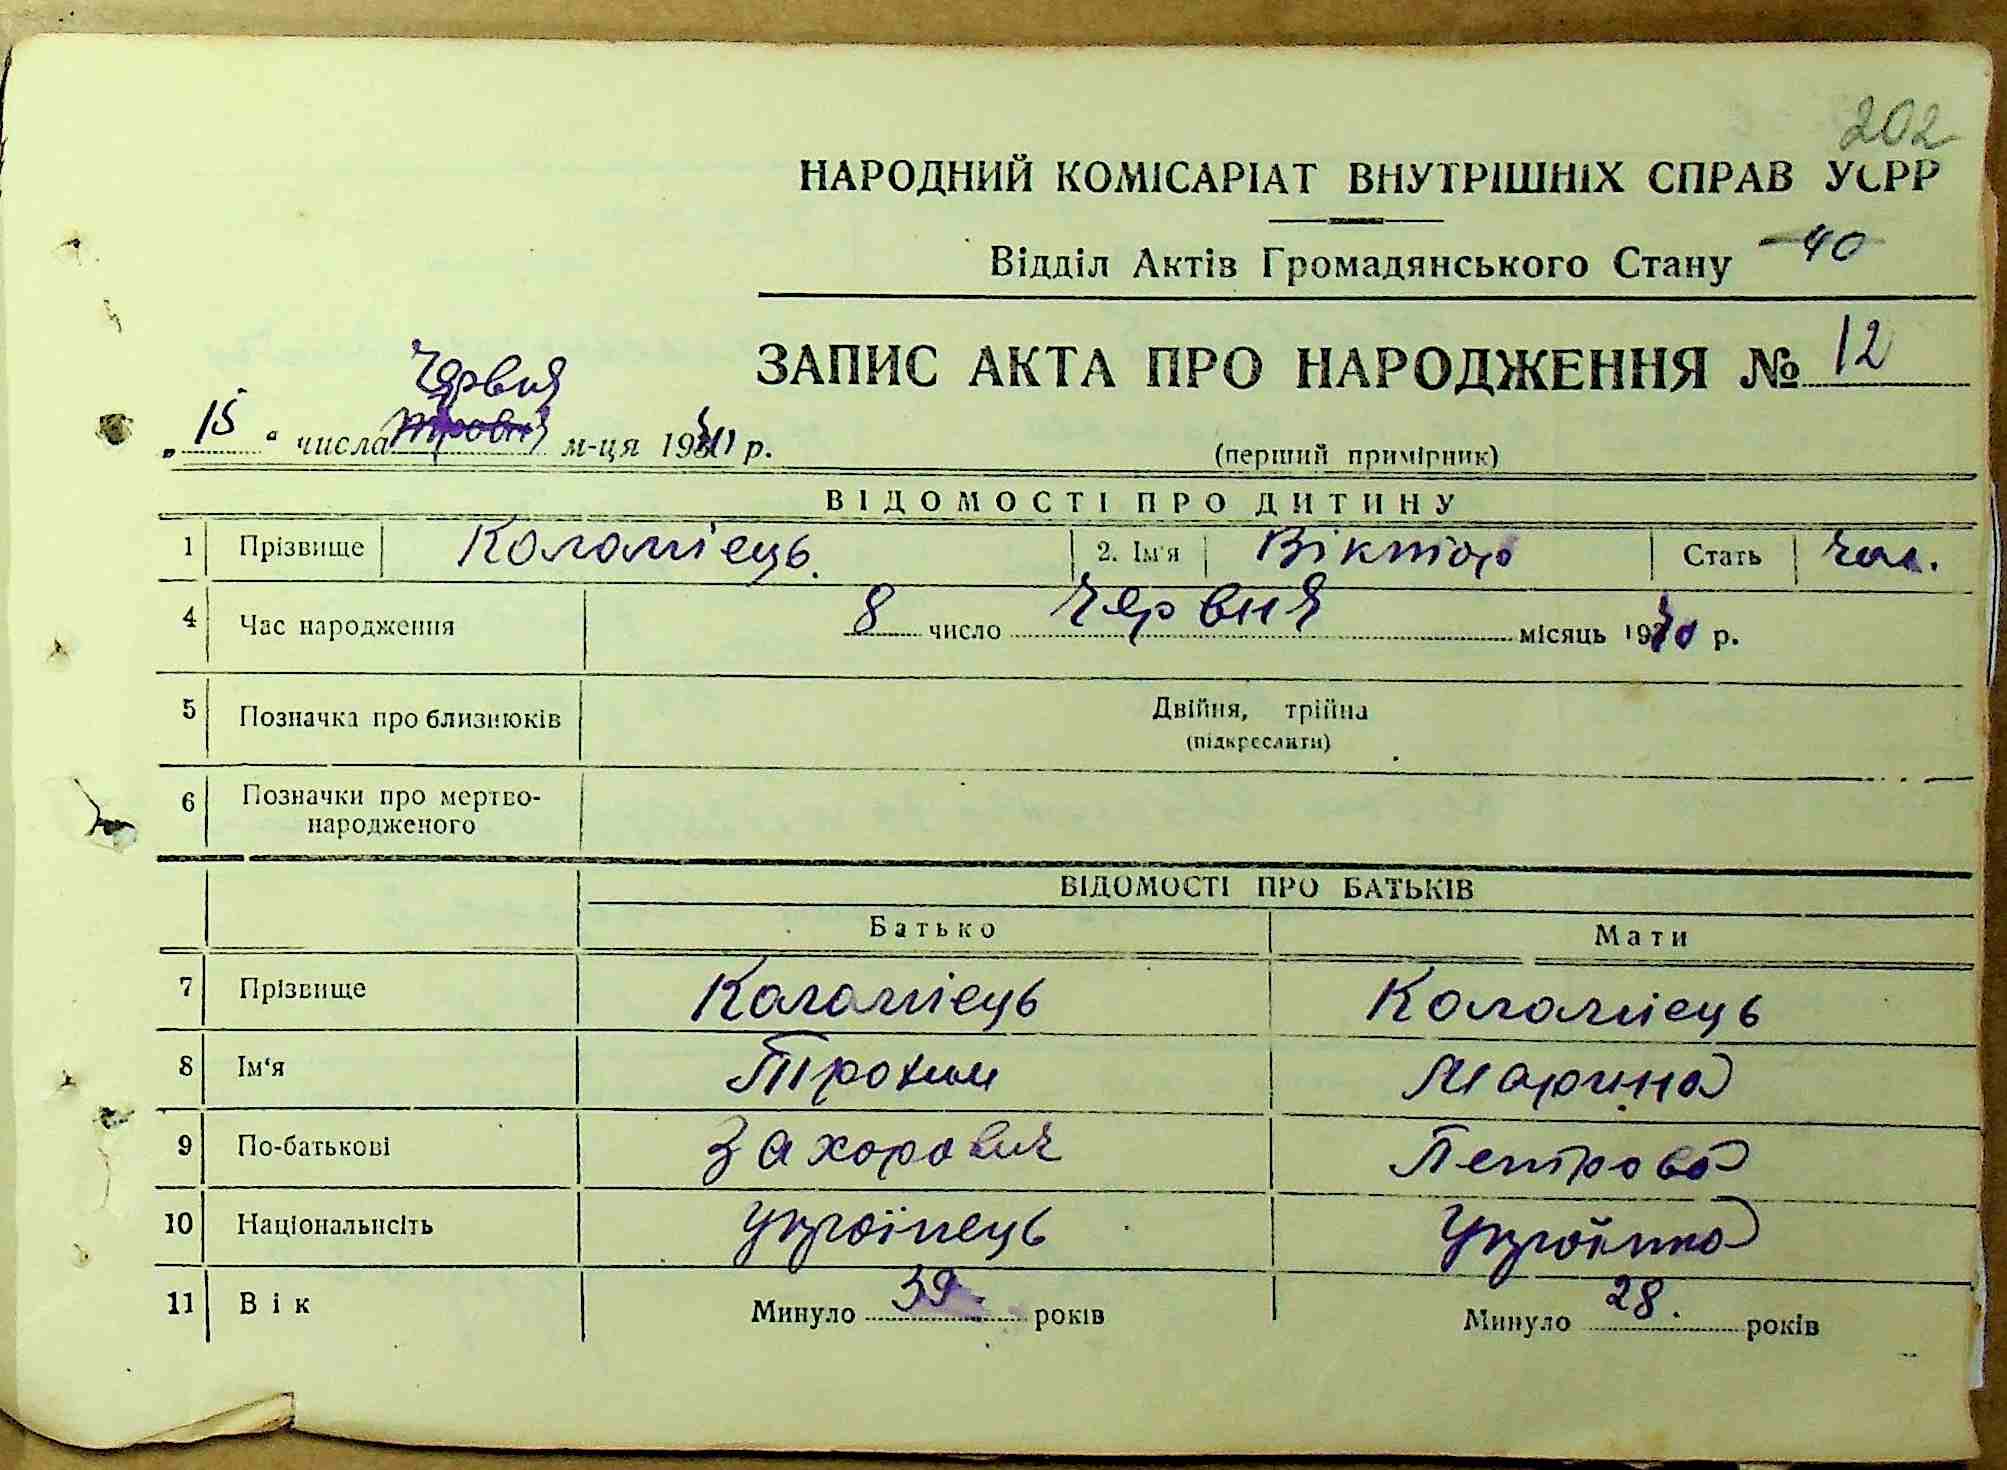 202
НАРОДНИЙ КОМІСАРІАТ ВНУТРІШНІХ СПРАВ УСРР
Відділ Актів Громадянського Стану 40
ЗАПИС АКТА ПРО НАРОДЖЕННЯ № 12
Червня
„15“ числа травня м-ця 1940 р.
(перший примірник)
ВІДОМОСТІ ПРО ДИТИНУ
1 Прізвище Коломієць. 2. Ім'я Віктор Стать чол.
4 Час народження 8 число червня місяць 1940 р.
5 Позначка про близнюків Двійня, трійна
(підкреслити)
6 Позначки про мертво-
народженого
ВІДОМОСТІ ПРО БАТЬКІВ
Батько Мати
7 Прізвище Коломієць Коломієць
8 Ім'я Трохим Марина
9 По-батькові Захорович Петрова
10 Національнсіть Українець Українка
11 Вік Минуло 39 років Минуло 28. років